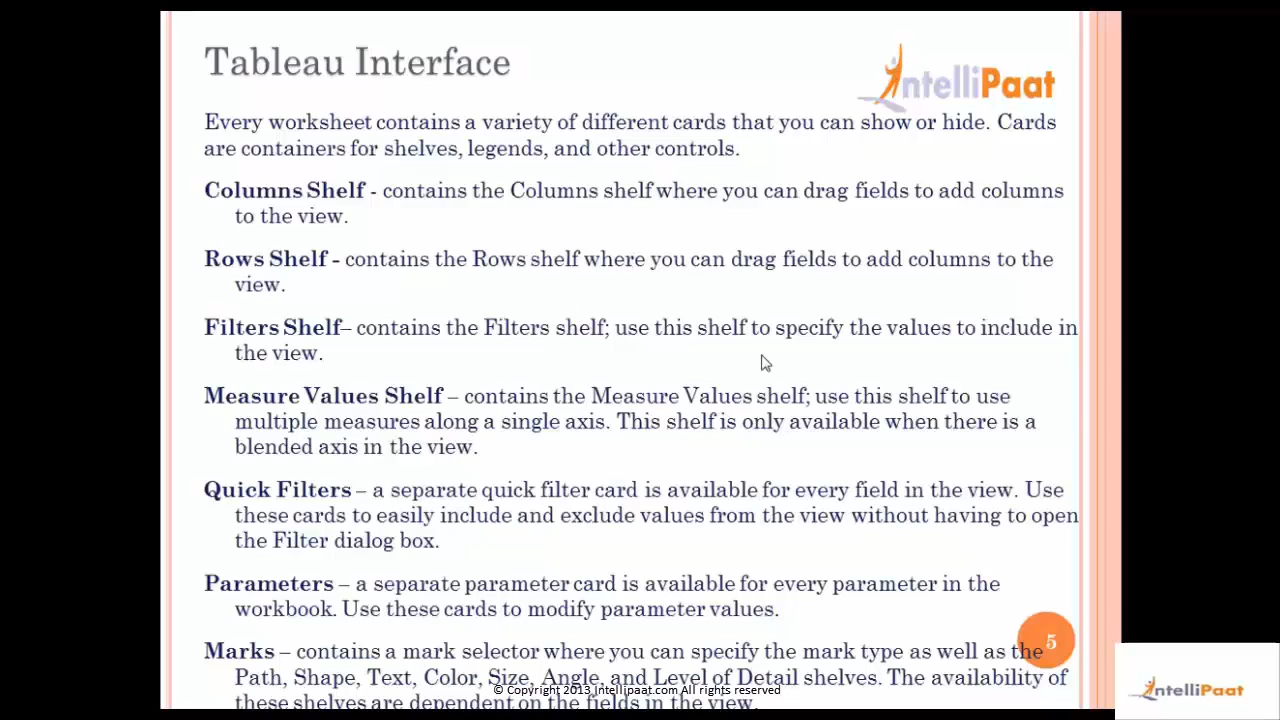 Tableau Interface
IntelliPaat
Every worksheet contains a variety of different cards that you can show or hide. Cards
are containers for shelves, legends, and other controls.
Columns Shelf - contains the Columns shelf where you can drag fields to add columns
to the view.
Rows Shelf - contains the Rows shelf where you can drag fields to add columns to the
view.
Filters Shelf– contains the Filters shelf; use this shelf to specify the values to include in
the view.
Measure Values Shelf – contains the Measure Values shelf; use this shelf to use
multiple measures along a single axis. This shelf is only available when there is a
blended axis in the view.
Quick Filters – a separate quick filter card is available for every field in the view. Use
these cards to easily include and exclude values from the view without having to open
the Filter dialog box.
Parameters – a separate parameter card is available for every parameter in the
workbook. Use these cards to modify parameter values.
5
Marks – contains a mark selector where you can specify the mark type as well as the
Path, Shape, Text, Color, Size, Angle, and Level of Detail shelves. The availability of
© Copyright 2013 Intellipaat.com All rights reserved
these shelves are dependent on the fields in the view.
IntelliPaat